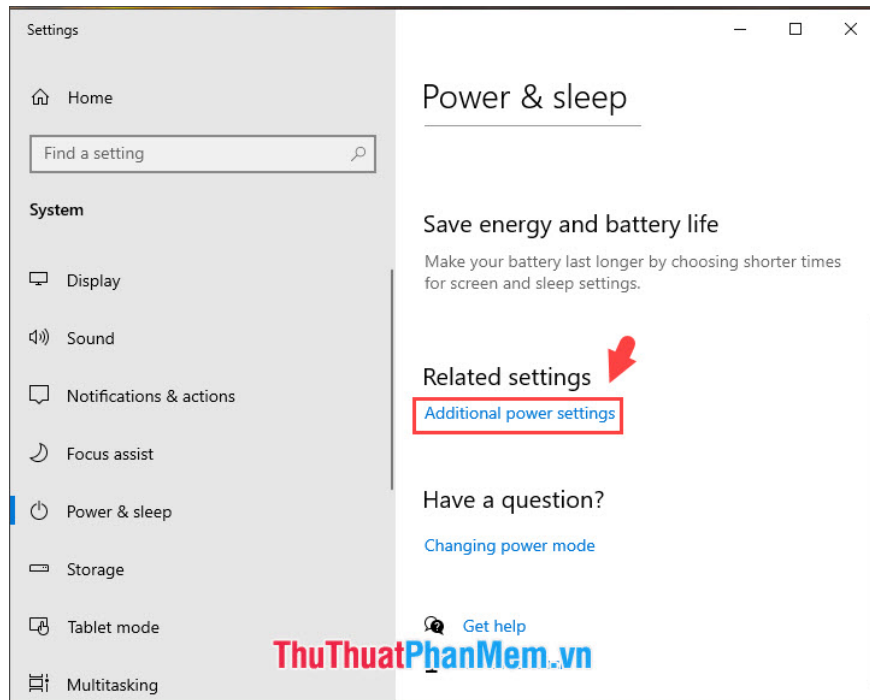 Settings
Home
Find a setting
System
Display
Sound
Notifications & actions
Focus assist
Power & sleep
Storage
Tablet mode
Multitasking
Power & sleep
Save energy and battery life
Make your battery last longer by choosing shorter times
for screen and sleep settings.
Related settings
Additional power settings
Have a question?
Changing power mode
Get help
ThuThuatPhanMem.vn